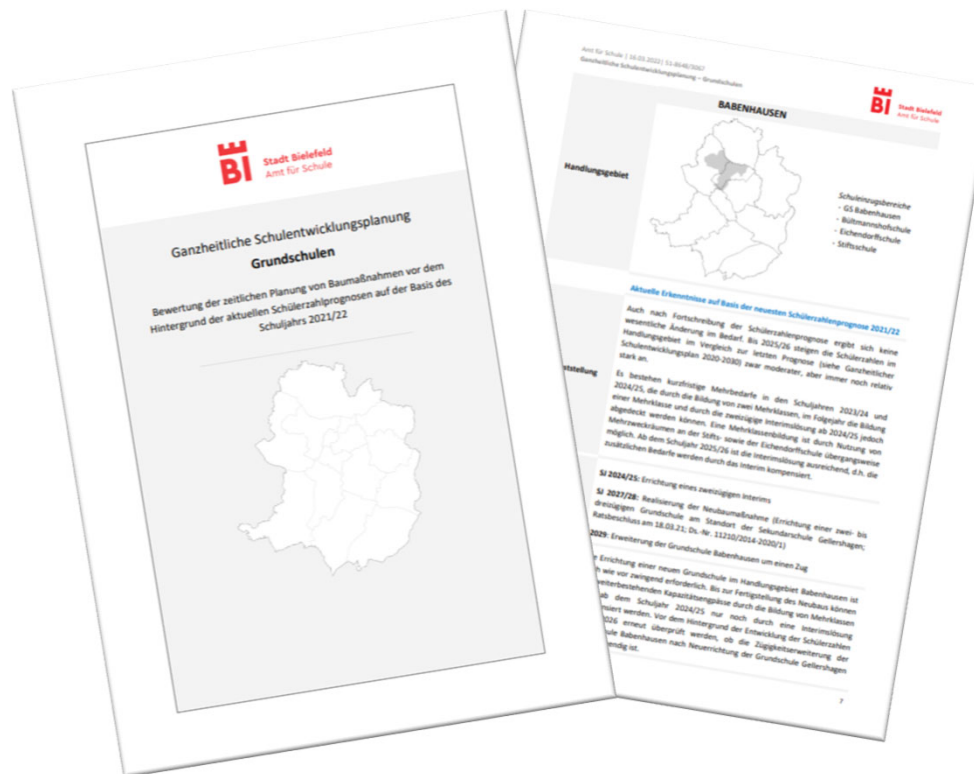 BI
Stadt Bielefeld
Amt für Schule
Ganzheitliche Schulentwicklungsplanung
Grundschulen
Bewertung der zeitlichen Planung von Baumaßnahmen vor dem
Hintergrund der aktuellen Schülerzahlprognosen auf der Basis des
Schuljahrs 2021/22
Amt für Schule | 16.03.2022|
Ganzheitliche Schulentwicklungsplanung – Grundschulen
BI
Stadt Bielefeld
Amt für Schule
BABENHAUSEN
Handlungsgebiet
Schuleinzugsbereiche
- GS Babenhausen
- Bültmannshofschule
- Eichendorffschule
- Stiftsschule
Aktuelle Erkenntnisse auf Basis der neuesten Schülerzahlenprognose 2021/22
Auch nach Fortschreibung der Schülerzahlenprognose ergibt sich keine
wesentliche Änderung im Bedarf. Bis 2025/26 steigen die Schülerzahlen im
Handlungsgebiet im Vergleich zur letzten Prognose (siehe Ganzheitlicher
Schulentwicklungsplan 2020-2030) zwar moderater, aber immer noch relativ
stark an.
ststellung
Es bestehen kurzfristige Mehrbedarfe in den Schuljahren 2023/24 und
2024/25, die durch die Bildung von zwei Mehrklassen, im Folgejahr die Bildung
einer Mehrklasse und durch die zweizügige Interimslösung ab 2024/25 jedoch
abgedeckt werden können. Eine Mehrklassenbildung ist durch Nutzung von
Mehrzweckräumen an der Stifts- sowie der Eichendorffschule übergangsweise
möglich. Ab dem Schuljahr 2025/26 ist die Interimslösung ausreichend, d.h. die
zusätzlichen Bedarfe werden durch das Interim kompensiert.
SJ 2024/25: Errichtung eines zweizügigen Interims
SJ 2027/28: Realisierung der Neubaumaßnahme (Errichtung einer zwei- bis
dreizügigen Grundschule am Standort der Sekundarschule Gellershagen;
Ratsbeschluss am 18.03.21; Ds.-Nr. 11210/2014-2020/1)
2029: Erweiterung der Grundschule Babenhausen um einen Zug
e Errichtung einer neuen Grundschule im Handlungsgebiet Babenhausen ist
h wie vor zwingend erforderlich. Bis zur Fertigstellung des Neubaus können
weiterbestehenden Kapazitätsengpässe durch die Bildung von Mehrklassen
ab dem Schuljahr 2024/25 nur noch durch eine Interimslösung
nsiert werden. Vor dem Hintergrund der Entwicklung der Schülerzahlen
2026 erneut überprüft werden, ob die Zügigkeitserweiterung der
ule Babenhausen nach Neuerrichtung der Grundschule Gellershagen
endig ist.
7